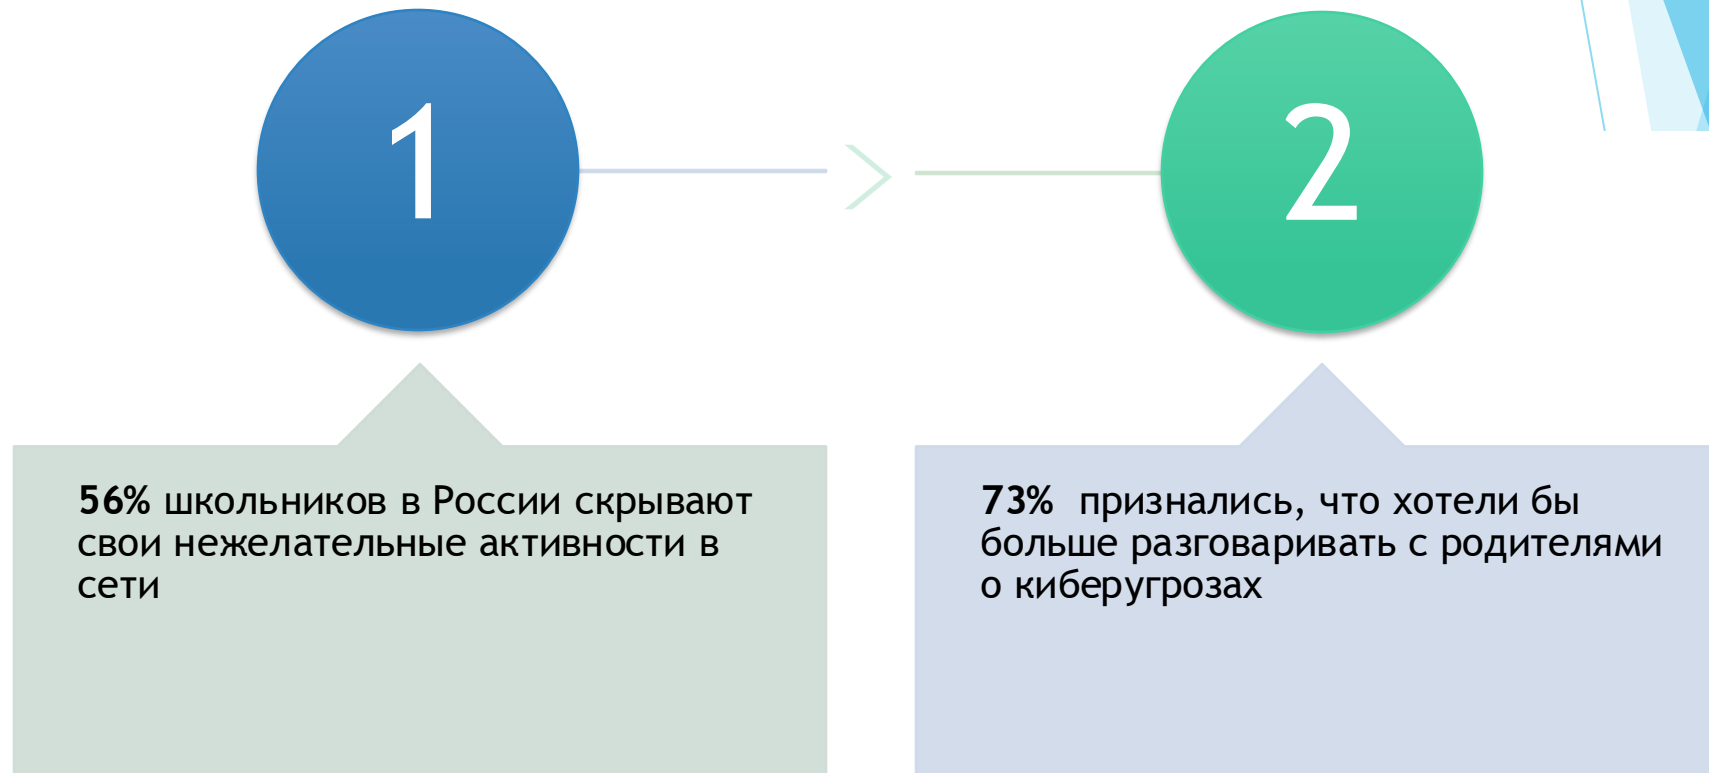 1
2
56% школьников в России скрывают
свои нежелательные активности в
сети
73% признались, что хотели бы
больше разговаривать с родителями
о киберугрозах